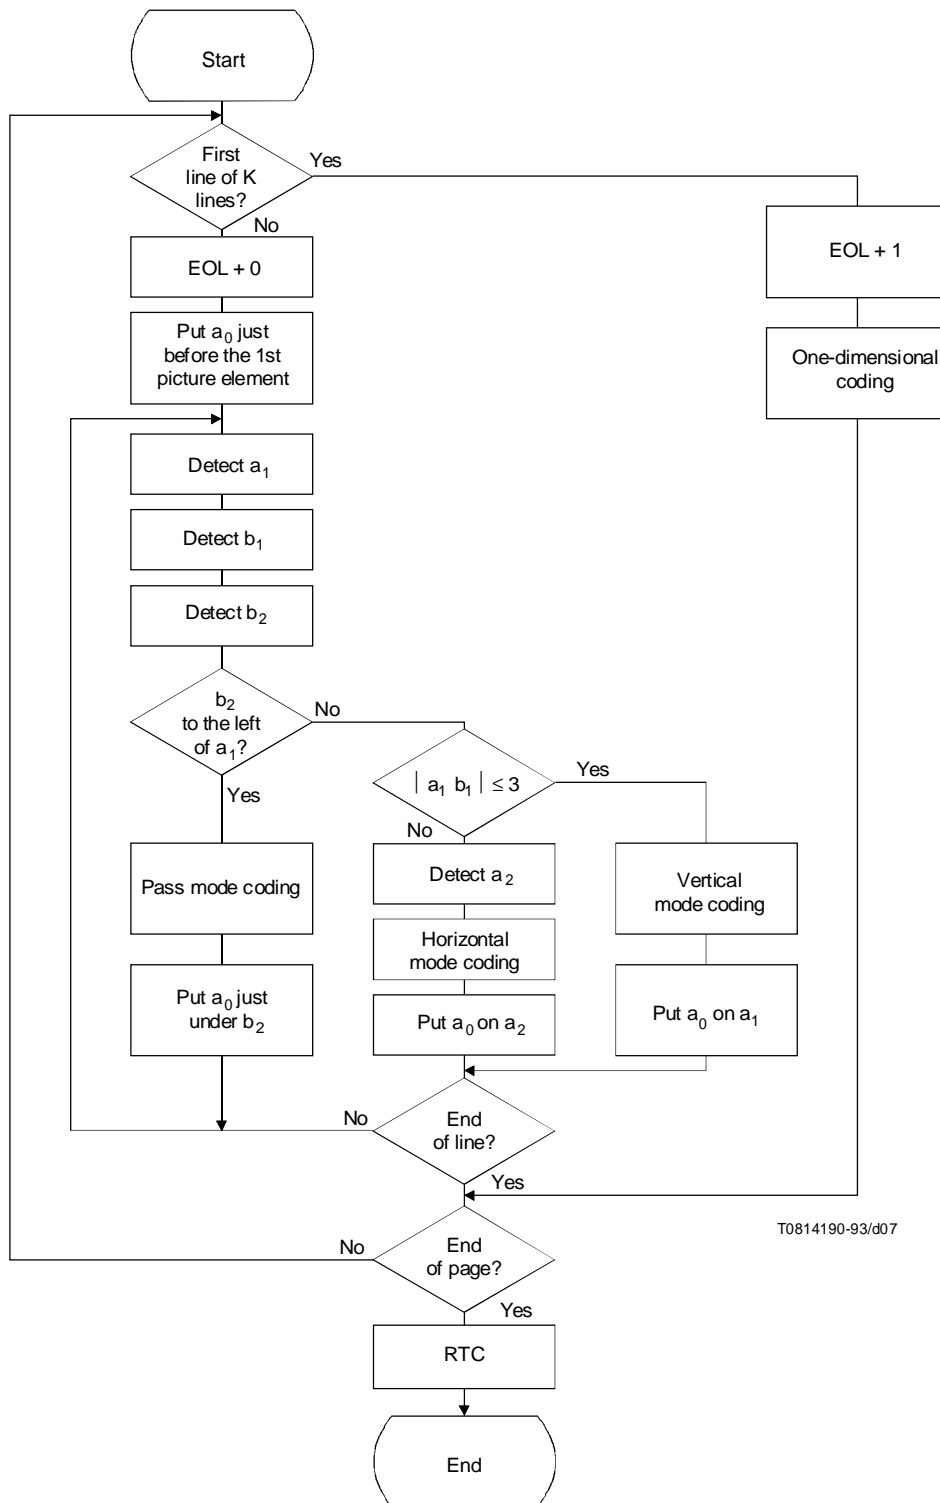 Start
First
line of K
lines?
Yes
No
EOL + 0
EOL + 1
Put a₀ just
before the 1st
picture element
One-dimensional
coding
Detect a₁
Detect b₁
Detect b₂
b₂
to the left
of a₁?
No
Yes
| a₁ b₁ | ≤ 3
Yes
No
Pass mode coding
Detect a₂
Vertical
mode coding
Horizontal
mode coding
Put a₀ just
under b₂
Put a₀ on a₂
Put a₀ on a₁
No
End
of line?
Yes
T0814190-93/d07
No
End
of page?
Yes
RTC
End